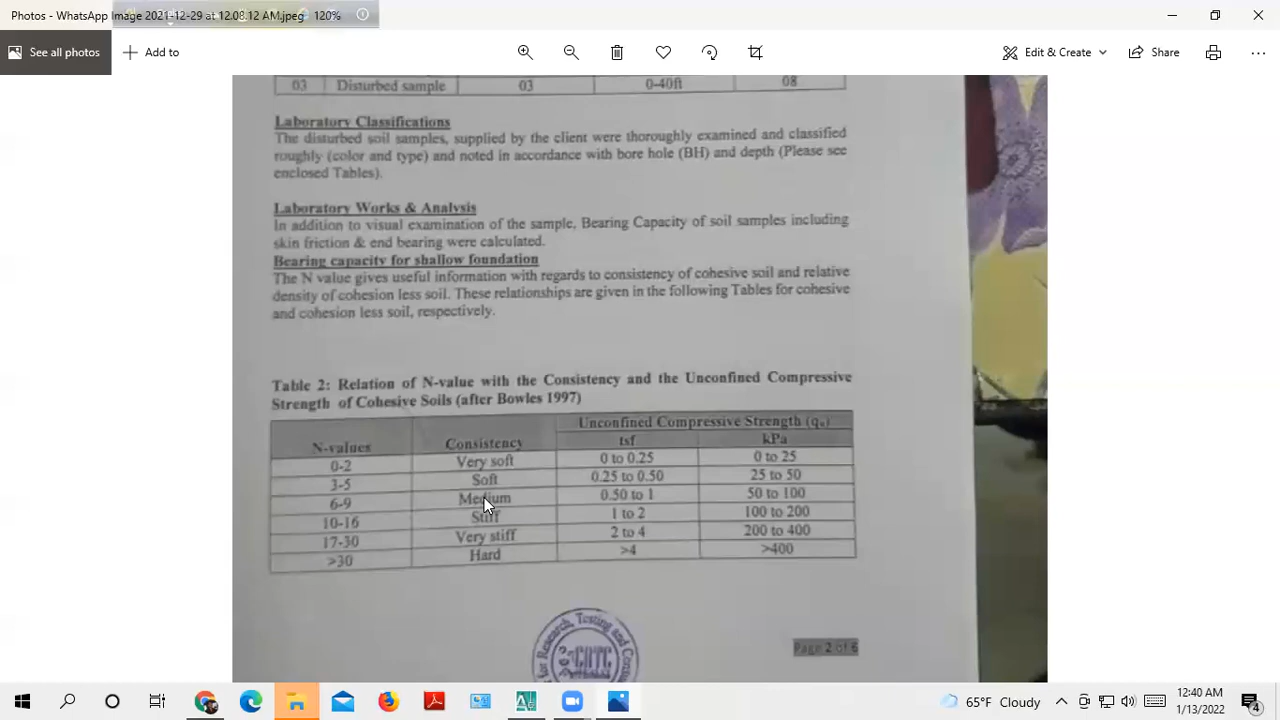 Photos - WhatsApp Image 2021-12-29 at 12.08.12 AM.jpeg 120%
See all photos Add to Edit & Create Share
03 Disturbed sample 03 0-40ft 08
Laboratory Classifications
The disturbed soil samples, supplied by the client were thoroughly examined and classified
roughly (color and type) and noted in accordance with bore hole (BH) and depth (Please see
enclosed Tables).
Laboratory Works & Analysis
In addition to visual examination of the sample, Bearing Capacity of soil samples including
skin friction & end bearing were calculated.
Bearing capacity for shallow foundation
The N value gives useful information with regards to consistency of cohesive soil and relative
density of cohesion less soil. These relationships are given in the following Tables for cohesive
and cohesion less soil, respectively.
Table 2: Relation of N-value with the Consistency and the Unconfined Compressive
Strength of Cohesive Soils (after Bowles 1997)
Unconfined Compressive Strength (qᵤ)
N-values Consistency tsf kPa
0-2 Very soft 0 to 0.25 0 to 25
3-5 Soft 0.25 to 0.50 25 to 50
6-9 Medium 0.50 to 1 50 to 100
10-16 Stiff 1 to 2 100 to 200
17-30 Very stiff 2 to 4 200 to 400
>30 Hard >4 >400
for Research, Testing and
Page 2 of 6
65°F Cloudy
12:40 AM
1/13/2022
4